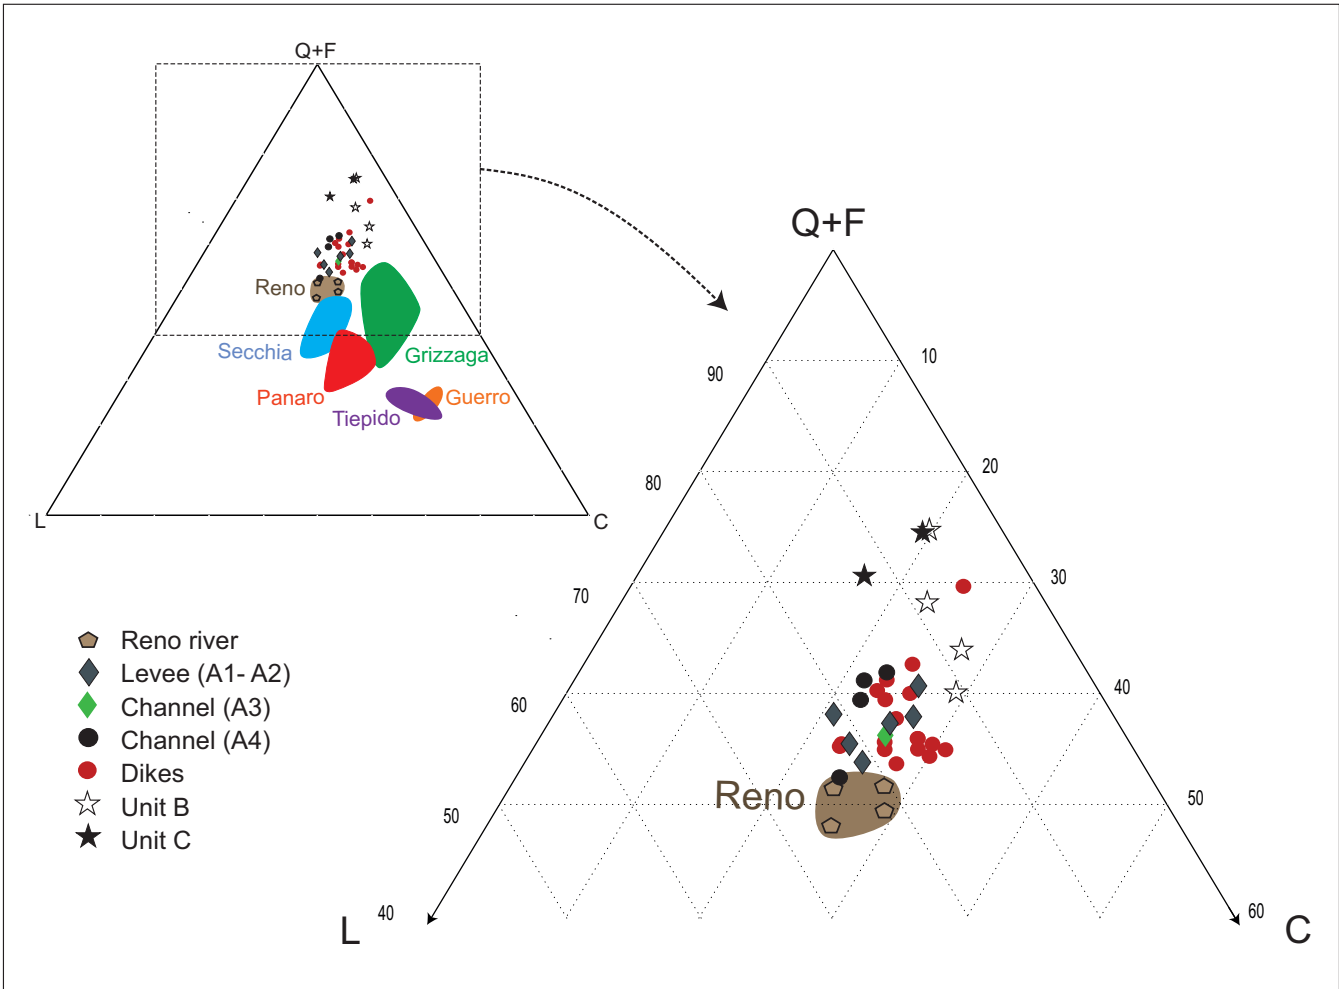 Q+F
Reno
Secchia
Grizzaga
Panaro
Guerro
Tiepido
L
C
Q+F
10
90
20
80
30
70
40
60
Reno
50
50
40
60
L
C
Reno river
Levee (A1- A2)
Channel (A3)
Channel (A4)
Dikes
Unit B
Unit C